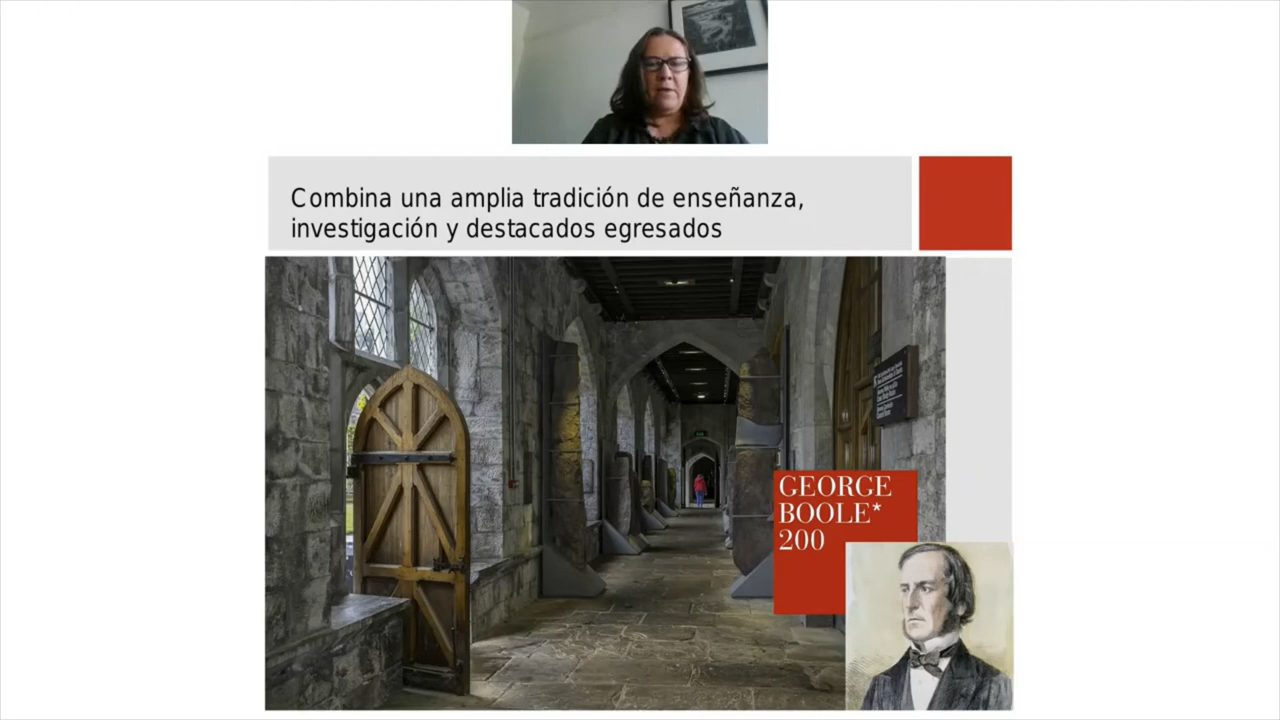 Combina una amplia tradición de enseñanza,
investigación y destacados egresados
GEORGE
BOOLE*
200